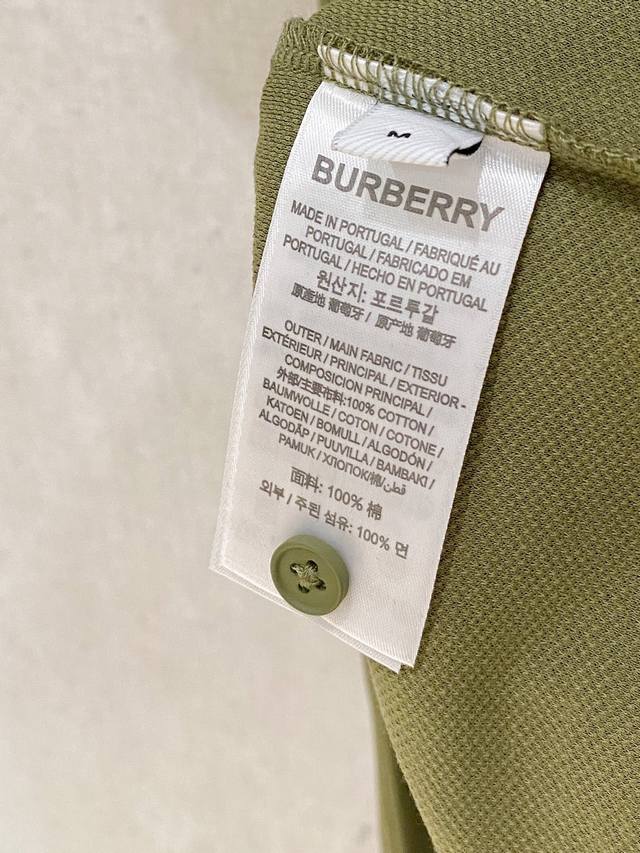 M
BURBERRY
MADE IN PORTUGAL / FABRIQUÉ AU
PORTUGAL / FABRICADO EM
PORTUGAL / HECHO EN PORTUGAL
원산지: 포르투갈
原產地 葡萄牙 / 原产地 葡萄牙
OUTER / MAIN FABRIC / TISSU
EXTÉRIEUR / PRINCIPAL / EXTERIOR -
COMPOSICION PRINCIPAL /
外部/主要布料:100% COTTON /
BAUMWOLLE / COTON / COTONE /
KATOEN / BOMULL / ALGODÓN /
ALGODÃP / PUUVILLA / BAMBAKI /
PAMUK / ХЛОПОК/棉/قطن
面料: 100% 棉
외부 / 주된 섬유: 100% 면